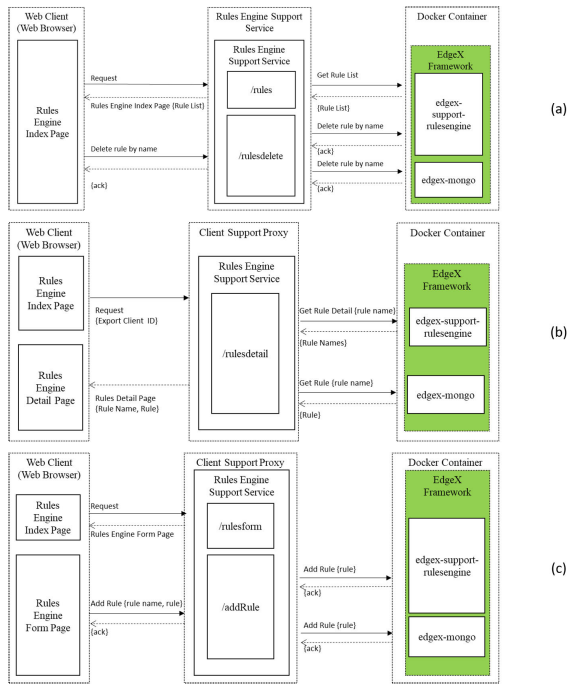 Web Client
(Web Browser)
Rules Engine Support
Service
Docker Container
Rules Engine
Support Service
EdgeX
Framework
Request
Get Rule List
/rules
Rules Engine Index Page {Rule List}
{Rule List}
Rules
Engine
Index Page
edgex-
support-
rulesengine
(a)
Delete rule by name
{ack}
/rulesdelete
Delete rule by name
Delete rule by name
{ack}
{ack}
edgex-mongo
Web Client
(Web Browser)
Client Support Proxy
Docker Container
Rules
Engine
Index Page
Rules Engine
Support Service
EdgeX
Framework
Request
{Export Client ID}
Get Rule Detail {rule name}
{Rule Names}
edgex-support-
rulesengine
(b)
/rulesdetail
Rules
Engine
Detail Page
Rules Detail Page
{Rule Name, Rule}
Get Rule {rule name}
{Rule}
edgex-mongo
Web Client
(Web Browser)
Client Support Proxy
Docker Container
Rules Engine
Support Service
EdgeX
Framework
Rules
Engine
Index Page
Request
Rules Engine Form Page
/rulesform
edgex-support-
rulesengine
(c)
Rules
Engine
Form Page
Add Rule {rule name, rule}
{ack}
/addRule
Add Rule {rule}
{ack}
Add Rule {rule}
{ack}
edgex-mongo